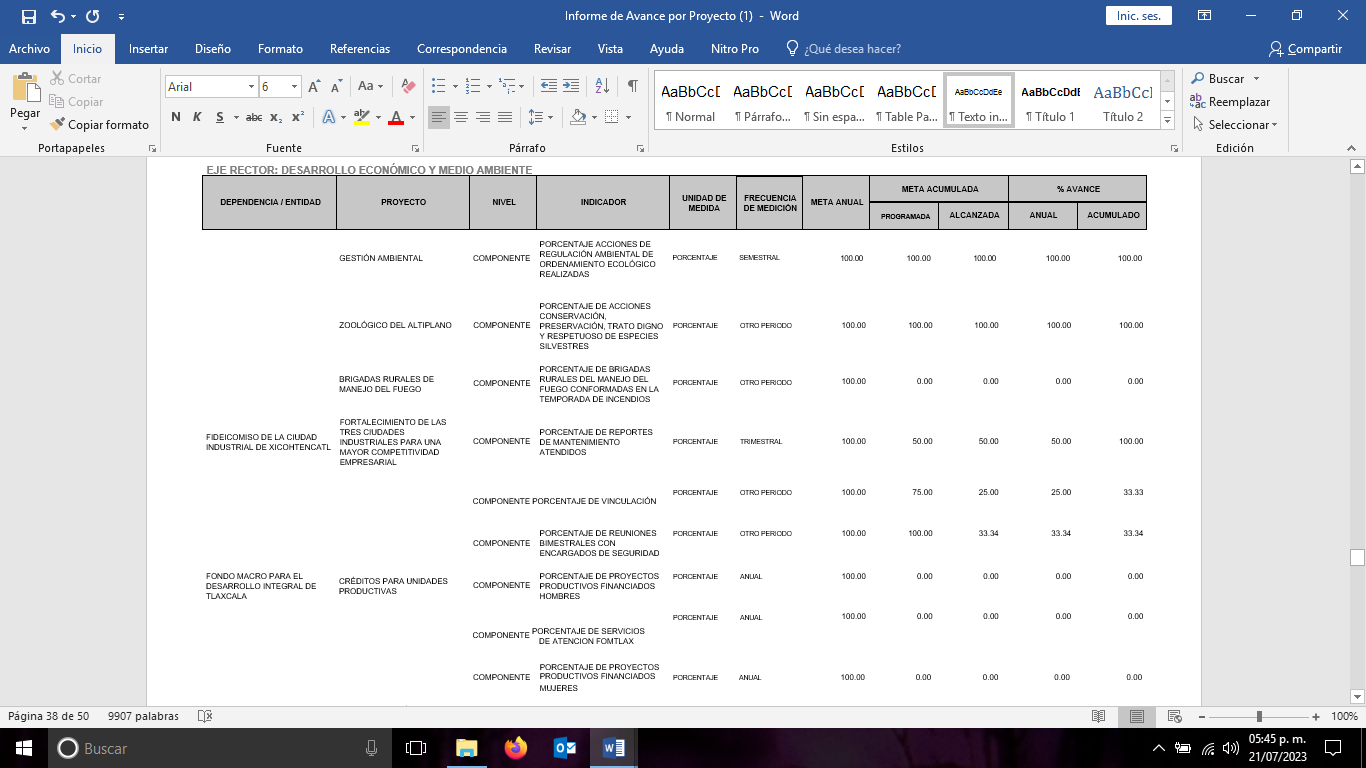 Informe de Avance por Proyecto (1) - Word
Inic. ses.
Archivo Inicio Insertar Diseño Formato Referencias Correspondencia Revisar Vista Ayuda Nitro Pro ¿Qué desea hacer? Compartir
Pegar
Cortar
Copiar
Copiar formato
Portapapeles
Arial 6
N K S abc x₂ x²
Fuente
Párrafo
AaBbCcD AaBbCcD AaBbCcD AaBbCcD AaBbCcDdEe AaBbCcDdE AaBbCcI
¶ Normal ¶ Párrafo... ¶ Sin espa... ¶ Table Pa... ¶ Texto in... ¶ Título 1 Título 2
Estilos
Buscar
Reemplazar
Seleccionar
Edición
EJE RECTOR: DESARROLLO ECONÓMICO Y MEDIO AMBIENTE
DEPENDENCIA / ENTIDAD PROYECTO NIVEL INDICADOR UNIDAD DE MEDIDA FRECUENCIA DE MEDICIÓN META ANUAL META ACUMULADA % AVANCE
PROGRAMADA ALCANZADA ANUAL ACUMULADO
GESTIÓN AMBIENTAL COMPONENTE
PORCENTAJE ACCIONES DE
REGULACIÓN AMBIENTAL DE
ORDENAMIENTO ECOLÓGICO
REALIZADAS
PORCENTAJE SEMESTRAL 100.00 100.00 100.00 100.00 100.00
ZOOLÓGICO DEL ALTIPLANO COMPONENTE
PORCENTAJE DE ACCIONES
CONSERVACIÓN,
PRESERVACIÓN, TRATO DIGNO
Y RESPETUOSO DE ESPECIES
SILVESTRES
PORCENTAJE OTRO PERIODO 100.00 100.00 100.00 100.00 100.00
BRIGADAS RURALES DE
MANEJO DEL FUEGO
COMPONENTE
PORCENTAJE DE BRIGADAS
RURALES DEL MANEJO DEL
FUEGO CONFORMADAS EN LA
TEMPORADA DE INCENDIOS
PORCENTAJE OTRO PERIODO 100.00 0.00 0.00 0.00 0.00
FIDEICOMISO DE LA CIUDAD
INDUSTRIAL DE XICOHTENCATL
FORTALECIMIENTO DE LAS
TRES CIUDADES
INDUSTRIALES PARA UNA
MAYOR COMPETITIVIDAD
EMPRESARIAL
COMPONENTE
PORCENTAJE DE REPORTES
DE MANTENIMIENTO
ATENDIDOS
PORCENTAJE TRIMESTRAL 100.00 50.00 50.00 50.00 100.00
COMPONENTE PORCENTAJE DE VINCULACIÓN
PORCENTAJE OTRO PERIODO 100.00 75.00 25.00 25.00 33.33
COMPONENTE
PORCENTAJE DE REUNIONES
BIMESTRALES CON
ENCARGADOS DE SEGURIDAD
PORCENTAJE OTRO PERIODO 100.00 100.00 33.34 33.34 33.34
FONDO MACRO PARA EL
DESARROLLO INTEGRAL DE
TLAXCALA
CRÉDITOS PARA UNIDADES
PRODUCTIVAS
COMPONENTE
PORCENTAJE DE PROYECTOS
PRODUCTIVOS FINANCIADOS
HOMBRES
PORCENTAJE ANUAL 100.00 0.00 0.00 0.00 0.00
COMPONENTE PORCENTAJE DE SERVICIOS
DE ATENCION FOMTLAX
PORCENTAJE ANUAL 100.00 0.00 0.00 0.00 0.00
COMPONENTE
PORCENTAJE DE PROYECTOS
PRODUCTIVOS FINANCIADOS
MUJERES
PORCENTAJE ANUAL 100.00 0.00 0.00 0.00 0.00
Página 38 de 50 9907 palabras 100%
Buscar
05:45 p. m.
21/07/2023